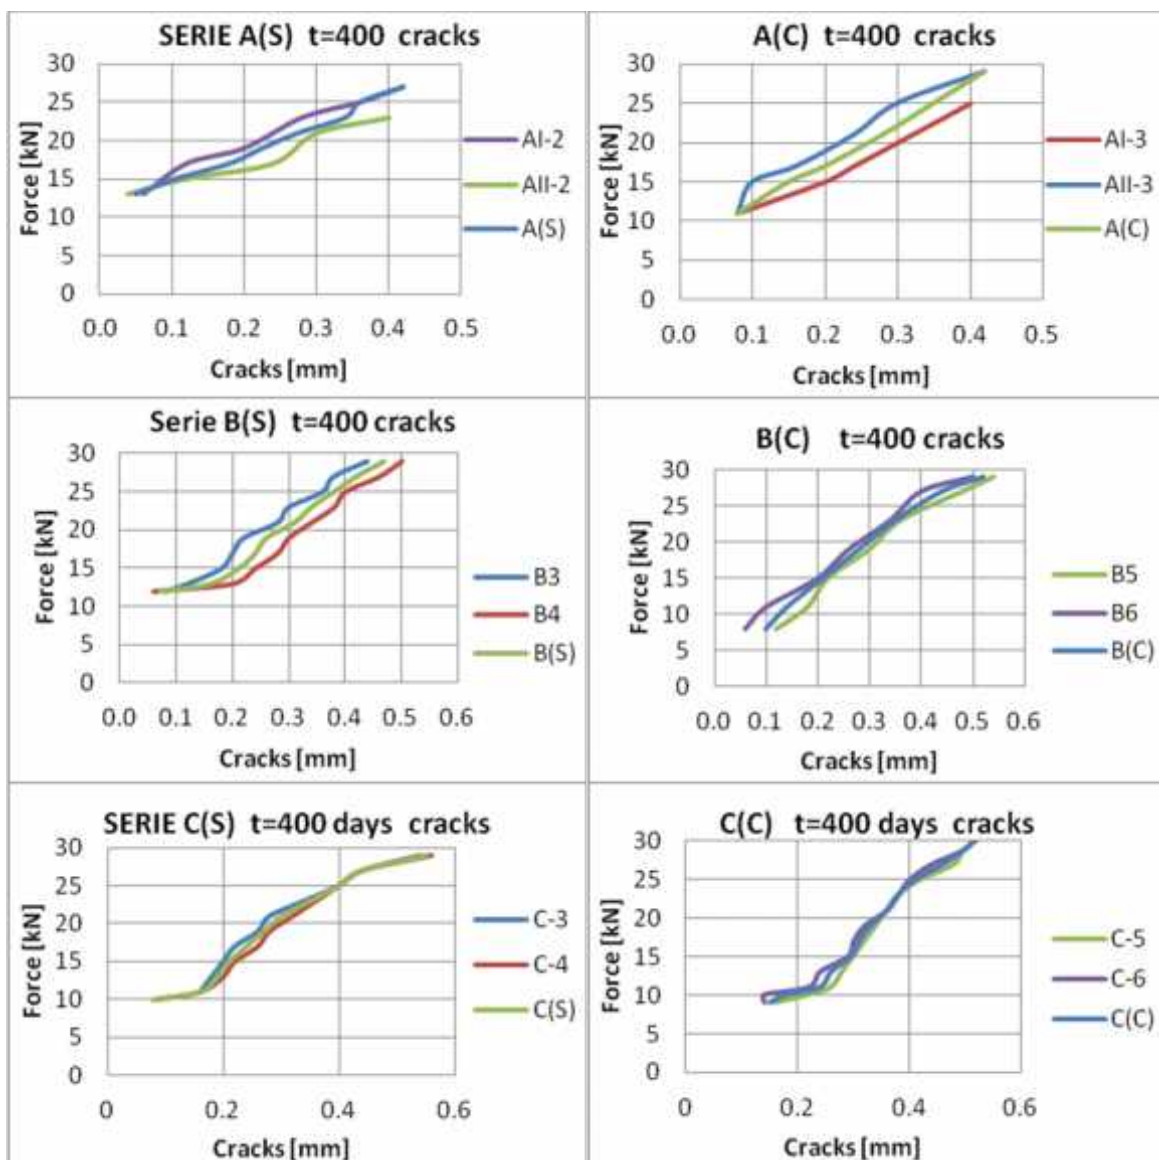 SERIE A(S) t=400 cracks
Force [kN]
30
25
20
15
10
5
0
0.0 0.1 0.2 0.3 0.4 0.5
Cracks [mm]
AI-2
AII-2
A(S)
A(C) t=400 cracks
Force [kN]
30
25
20
15
10
5
0
0.0 0.1 0.2 0.3 0.4 0.5
Cracks [mm]
AI-3
AII-3
A(C)
Serie B(S) t=400 cracks
Force [kN]
30
25
20
15
10
5
0
0.0 0.1 0.2 0.3 0.4 0.5 0.6
Cracks [mm]
B3
B4
B(S)
B(C) t=400 cracks
Force [kN]
30
25
20
15
10
5
0
0.0 0.1 0.2 0.3 0.4 0.5 0.6
Cracks [mm]
B5
B6
B(C)
SERIE C(S) t=400 days cracks
Force [kN]
30
25
20
15
10
5
0
0 0.2 0.4 0.6
Cracks [mm]
C-3
C-4
C(S)
C(C) t=400 days cracks
Force [kN]
30
25
20
15
10
5
0
0 0.2 0.4 0.6
Cracks [mm]
C-5
C-6
C(C)